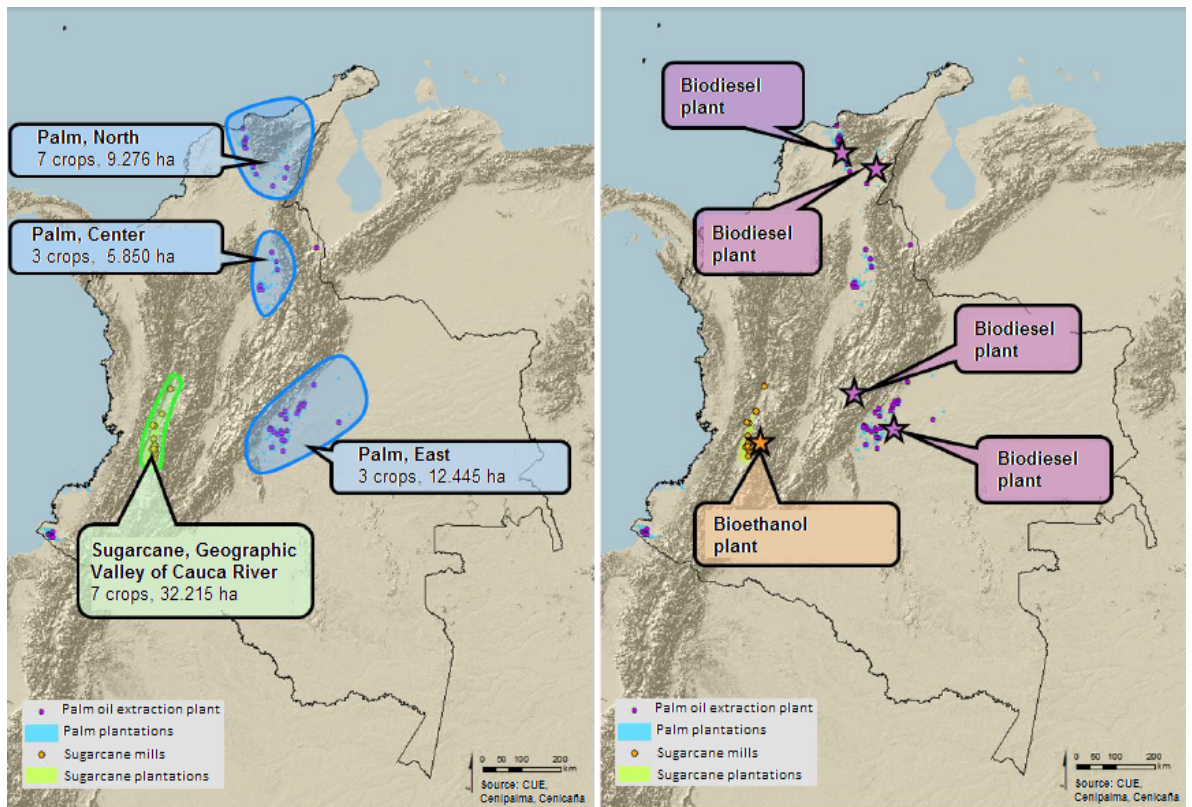 Palm, North
7 crops, 9.276 ha
Palm, Center
3 crops,  5.850 ha
Palm, East
3 crops, 12.445 ha
Sugarcane, Geographic
Valley of Cauca River
7 crops, 32.215 ha
Palm oil extraction plant
Palm plantations
Sugarcane mills
Sugarcane plantations
0 50 100 200
km
Source: CUE,
Cenipalma, Cenicaña
Biodiesel
plant
Biodiesel
plant
Biodiesel
plant
Biodiesel
plant
Bioethanol
plant
Palm oil extraction plant
Palm plantations
Sugarcane mills
Sugarcane plantations
0 50 100 200
km
Source: CUE,
Cenipalma, Cenicaña